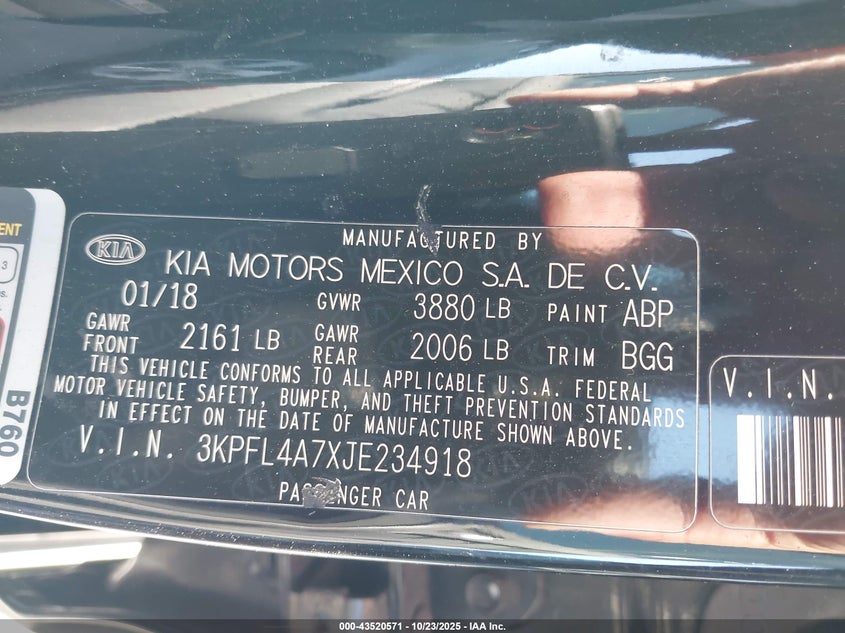 MANUFACTURED BY
KIA KIA MOTORS MEXICO S.A. DE C.V.
01/18 GVWR 3880 LB PAINT ABP
GAWR FRONT 2161 LB GAWR REAR 2006 LB TRIM BGG
THIS VEHICLE CONFORMS TO ALL APPLICABLE U.S.A. FEDERAL
MOTOR VEHICLE SAFETY, BUMPER, AND THEFT PREVENTION STANDARDS
IN EFFECT ON THE DATE OF MANUFACTURE SHOWN ABOVE.
V.I.N. 3KPFL4A7XJE234918
PASSENGER CAR
V.I.N.
B760
000-43520571 - 10/23/2025 - IAA Inc.